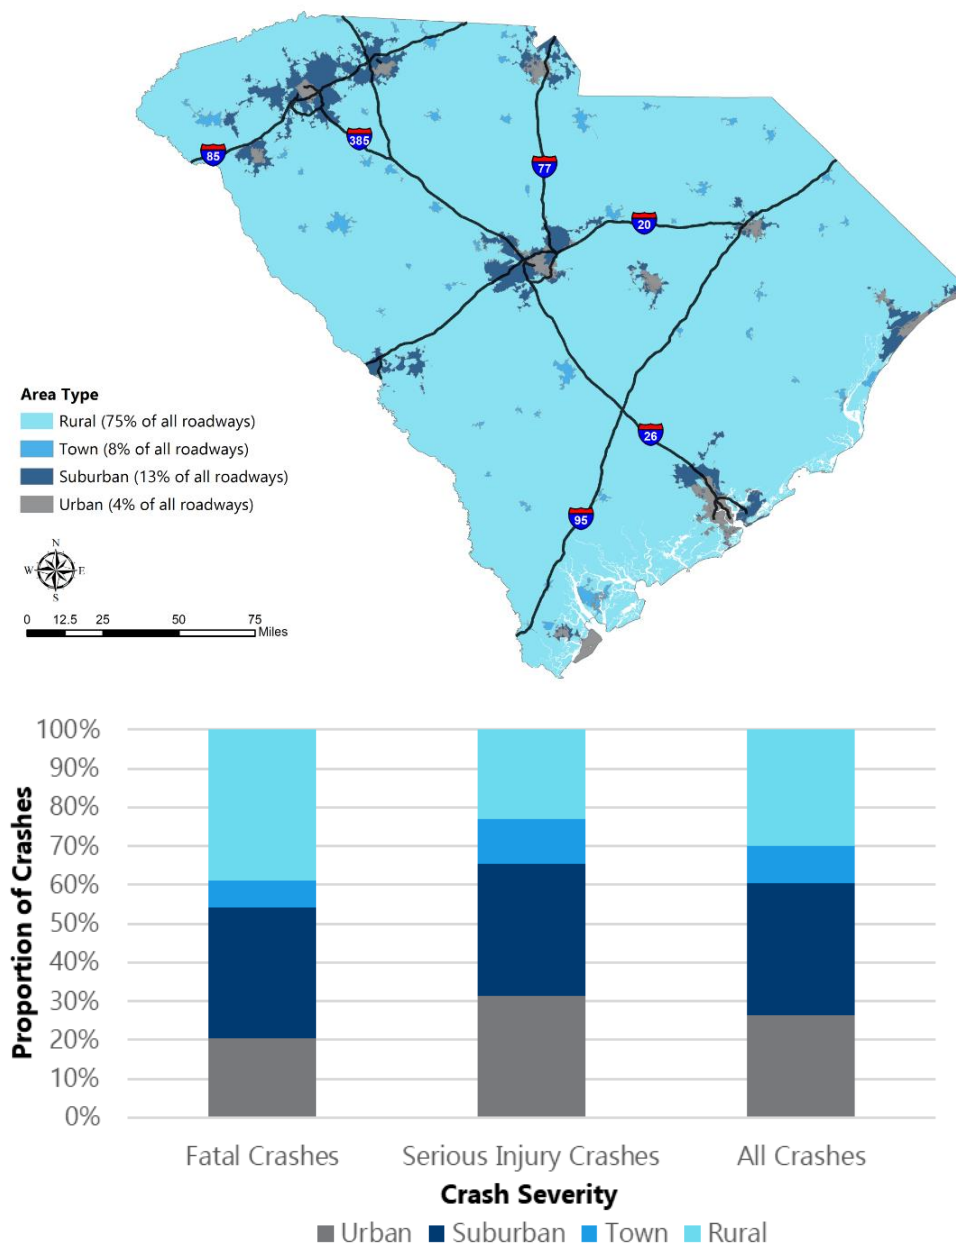 85
385
77
20
26
95
Area Type
Rural (75% of all roadways)
Town (8% of all roadways)
Suburban (13% of all roadways)
Urban (4% of all roadways)
N
W E
S
0 12.5 25 50 75
Miles
Proportion of Crashes
100%
90%
80%
70%
60%
50%
40%
30%
20%
10%
0%
Fatal Crashes Serious Injury Crashes All Crashes
Crash Severity
Urban Suburban Town Rural